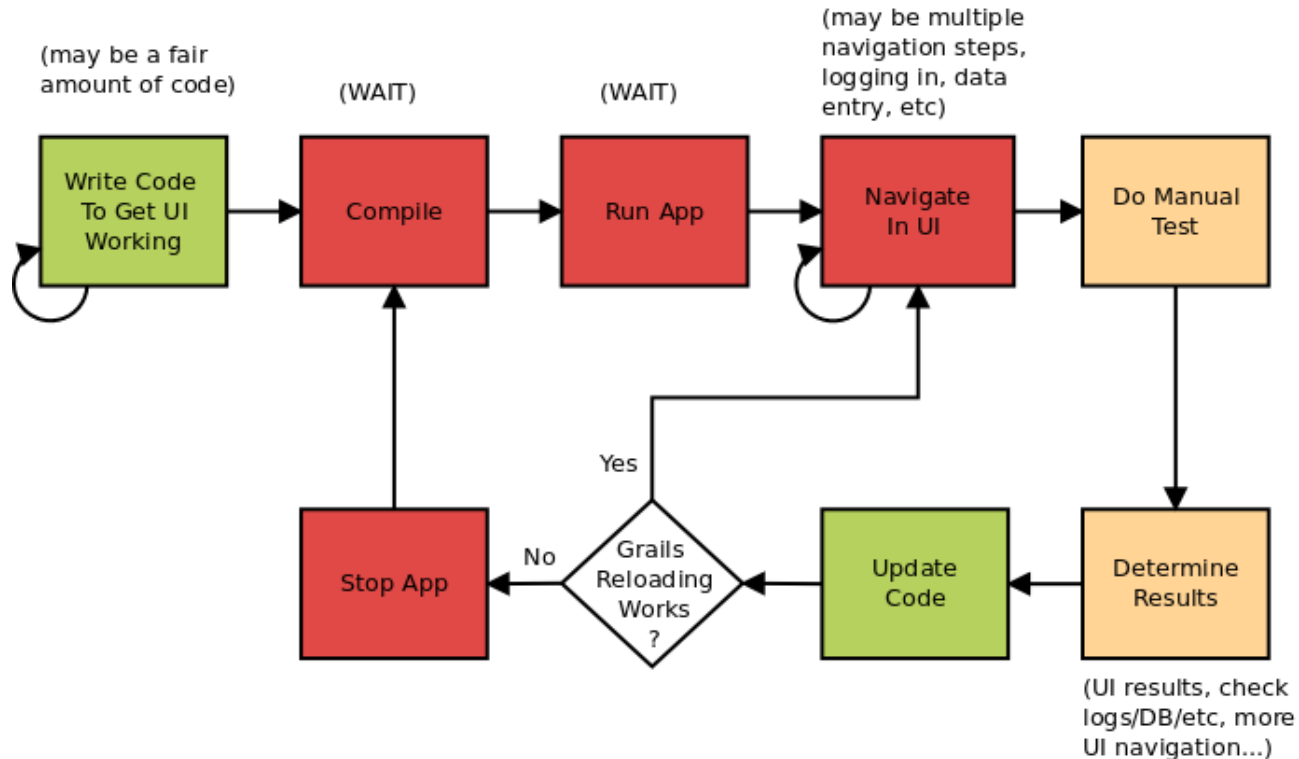 (may be a fair
amount of code)
(WAIT)
(WAIT)
(may be multiple
navigation steps,
logging in, data
entry, etc)
Write Code
To Get UI
Working
Compile
Run App
Navigate
In UI
Do Manual
Test
Yes
No
Stop App
Grails
Reloading
Works
?
Update
Code
Determine
Results
(UI results, check
logs/DB/etc, more
UI navigation...)